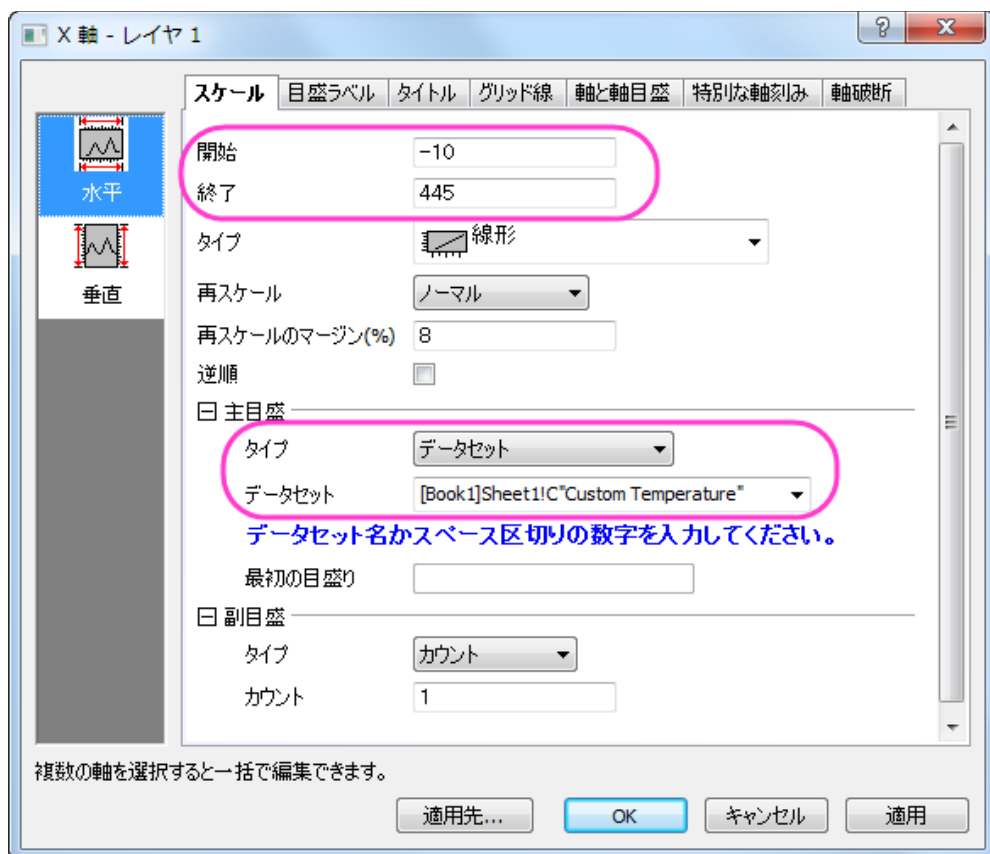 X 軸 - レイヤ 1
スケール 目盛ラベル タイトル グリッド線 軸と軸目盛 特別な軸刻み 軸破断
水平
垂直
開始 -10
終了 445
タイプ 線形
再スケール ノーマル
再スケールのマージン(%) 8
逆順
主目盛
タイプ データセット
データセット [Book1]Sheet1!C"Custom Temperature"
データセット名かスペース区切りの数字を入力してください。
最初の目盛り
副目盛
タイプ カウント
カウント 1
複数の軸を選択すると一括で編集できます。
適用先... OK キャンセル 適用